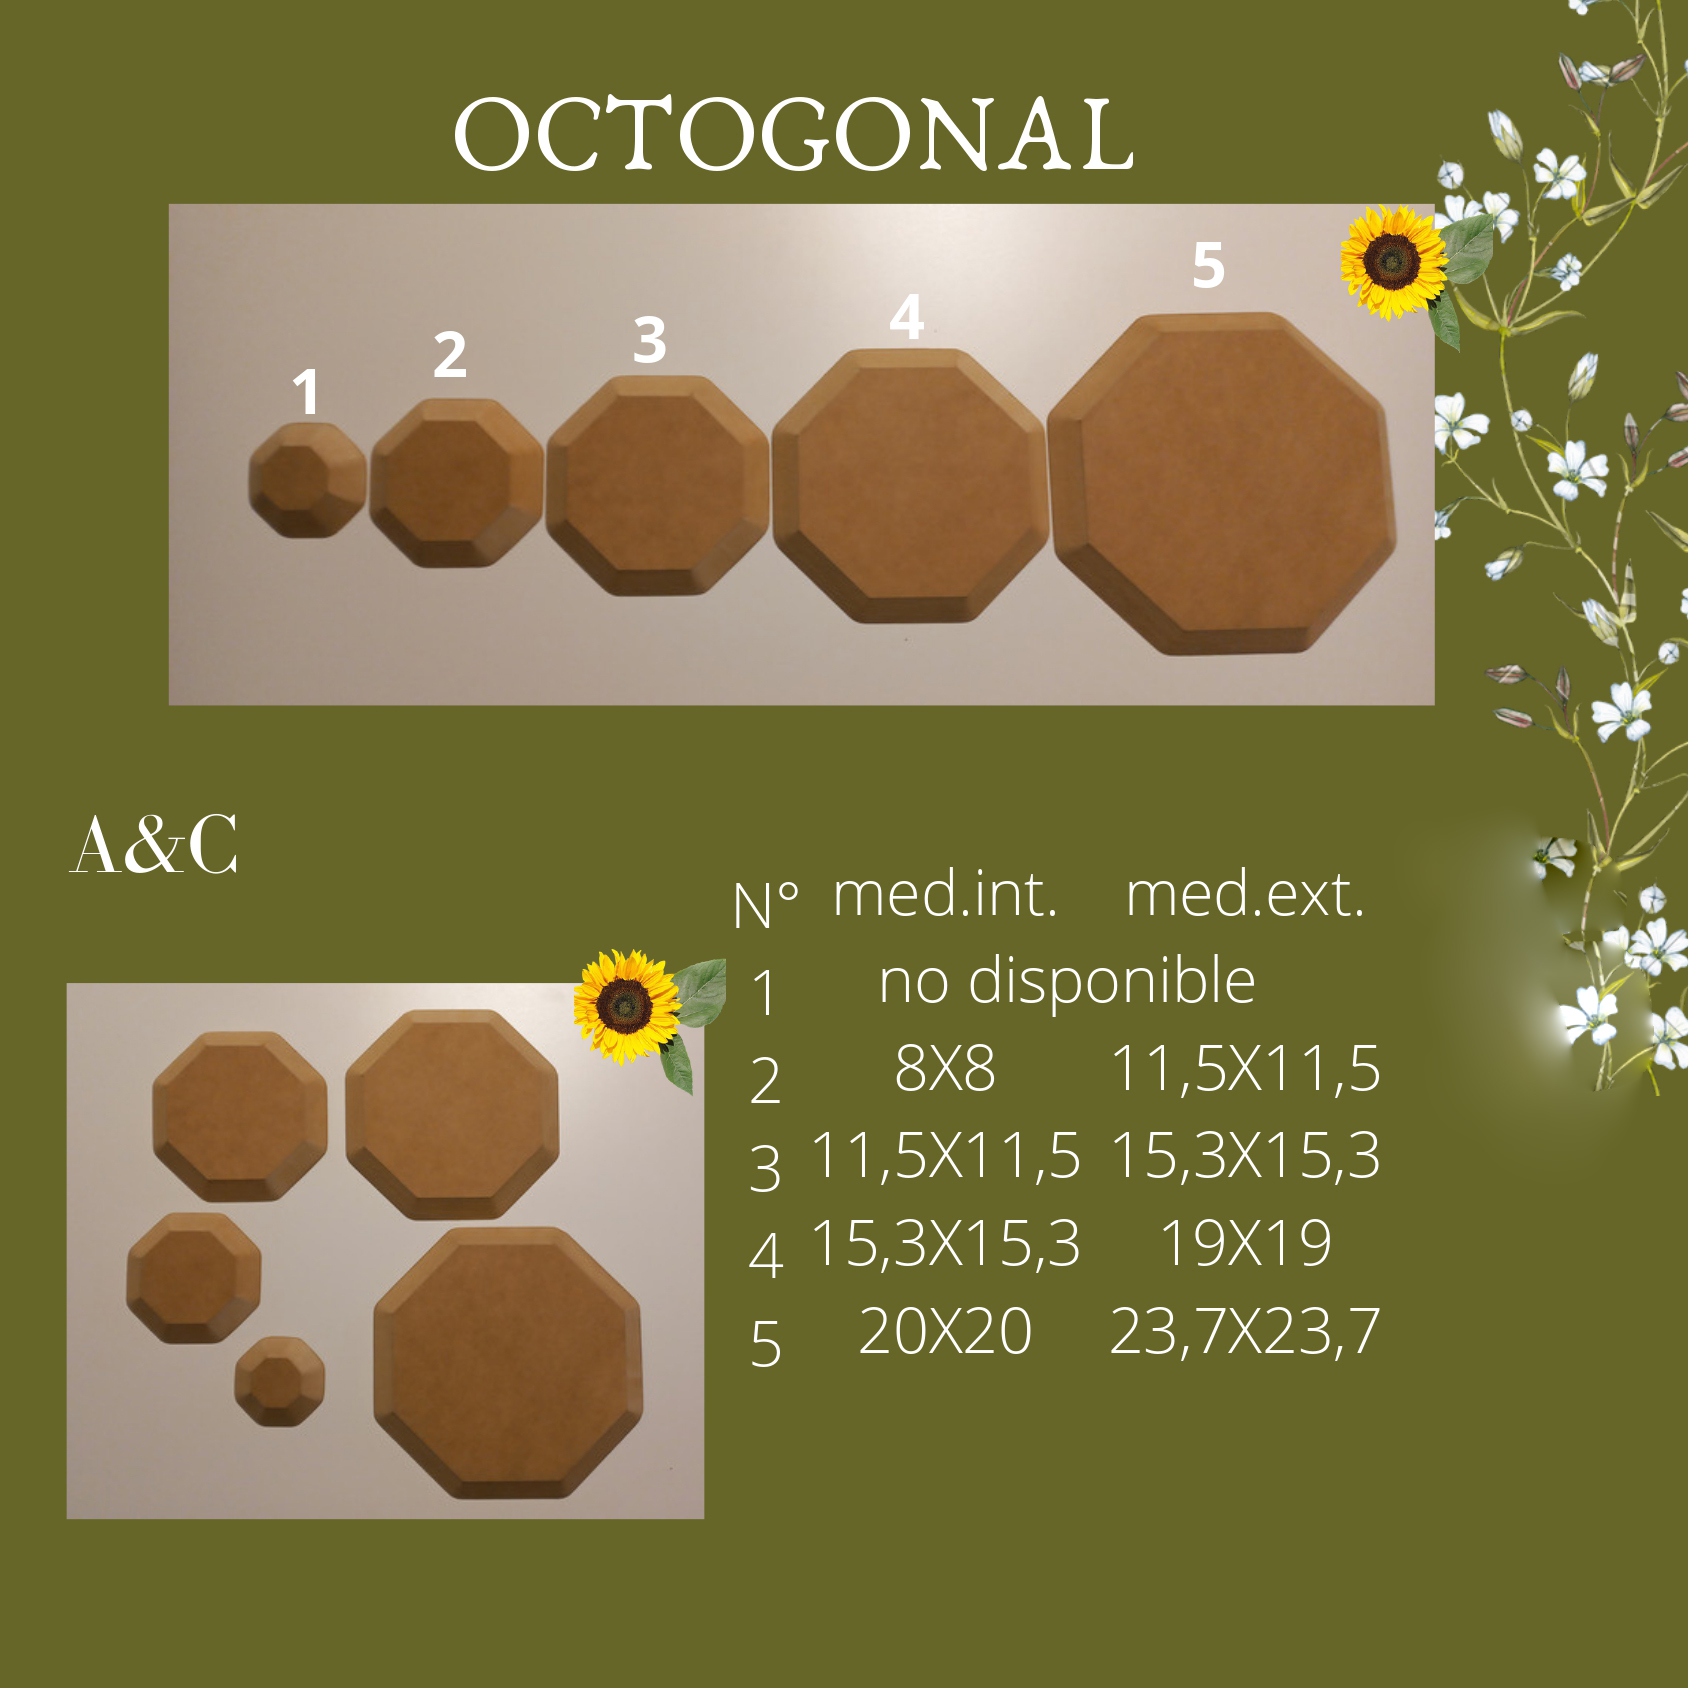 OCTOGONAL
1
2
3
4
5
A&C
N° med.int. med.ext.
1 no disponible
2 8X8 11,5X11,5
3 11,5X11,5 15,3X15,3
4 15,3X15,3 19X19
5 20X20 23,7X23,7